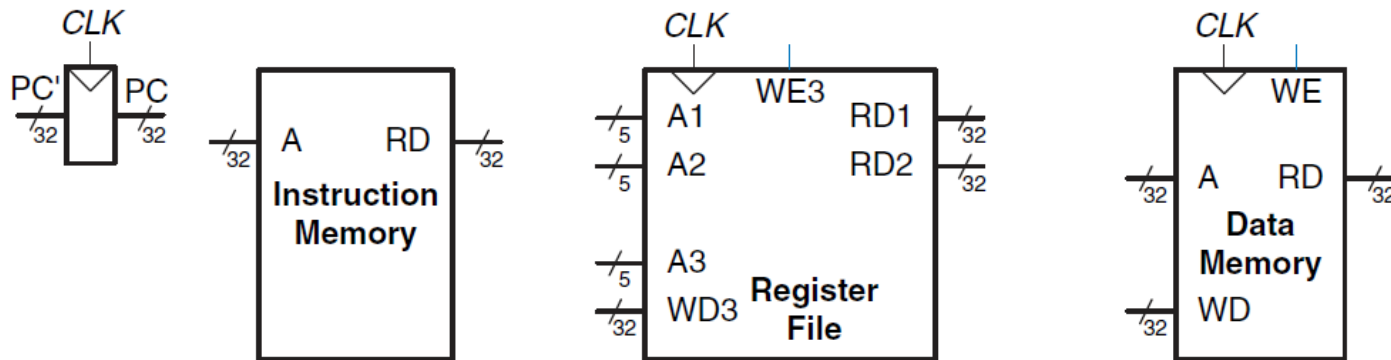 CLK
PC' PC
32 32
A RD
32 32
Instruction
Memory
CLK
WE3
A1 RD1
5 32
A2 RD2
5 32
A3
5
WD3
32
Register
File
CLK
WE
A RD
32 32
Data
Memory
WD
32